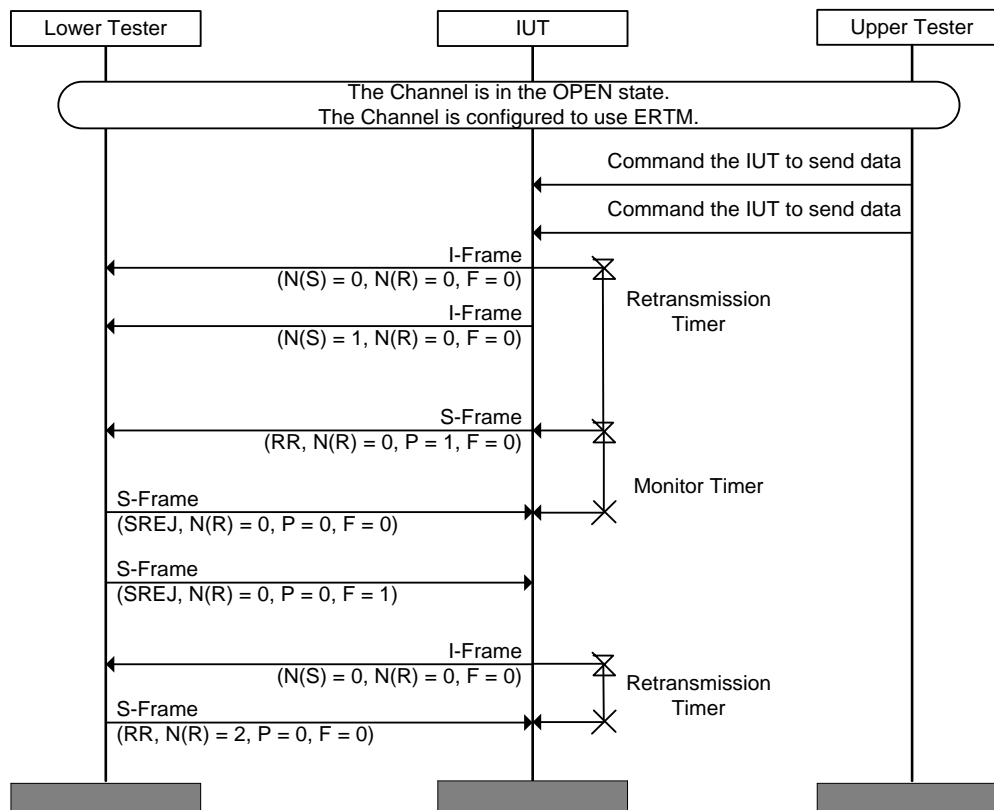 Lower Tester
IUT
Upper Tester
The Channel is in the OPEN state.
The Channel is configured to use ERTM.
Command the IUT to send data
Command the IUT to send data
I-Frame
(N(S) = 0, N(R) = 0, F = 0)
Retransmission
Timer
I-Frame
(N(S) = 1, N(R) = 0, F = 0)
S-Frame
(RR, N(R) = 0, P = 1, F = 0)
Monitor Timer
S-Frame
(SREJ, N(R) = 0, P = 0, F = 0)
S-Frame
(SREJ, N(R) = 0, P = 0, F = 1)
I-Frame
(N(S) = 0, N(R) = 0, F = 0)
Retransmission
Timer
S-Frame
(RR, N(R) = 2, P = 0, F = 0)